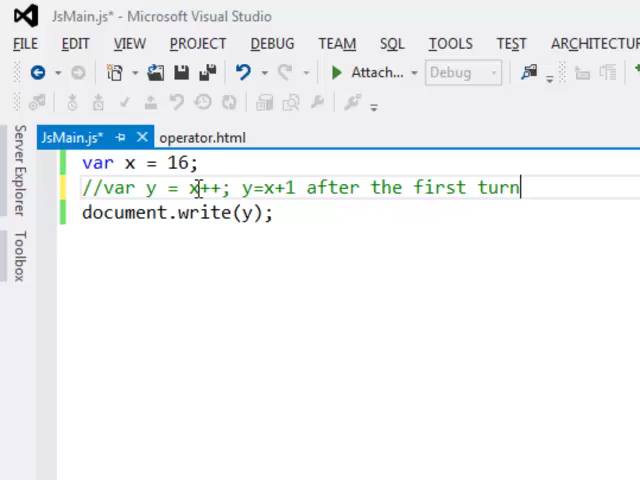 JsMain.js* - Microsoft Visual Studio
FILE EDIT VIEW PROJECT DEBUG TEAM SQL TOOLS TEST ARCHITECTUR
Attach... Debug
JsMain.js* operator.html
Server Explorer
Toolbox
var x = 16;
//var y = x++; y=x+1 after the first turn
document.write(y);